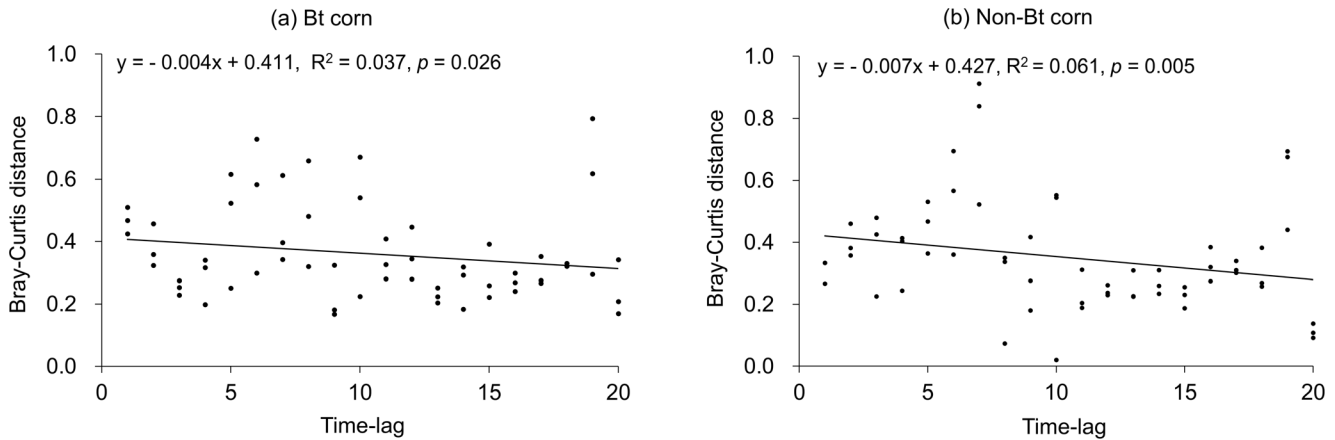 (a) Bt corn
y = - 0.004x + 0.411, R² = 0.037, p = 0.026
1.0
0.8
0.6
0.4
0.2
0.0
0 5 10 15 20
Bray-Curtis distance
Time-lag
(b) Non-Bt corn
y = - 0.007x + 0.427, R² = 0.061, p = 0.005
1.0
0.8
0.6
0.4
0.2
0.0
0 5 10 15 20
Bray-Curtis distance
Time-lag